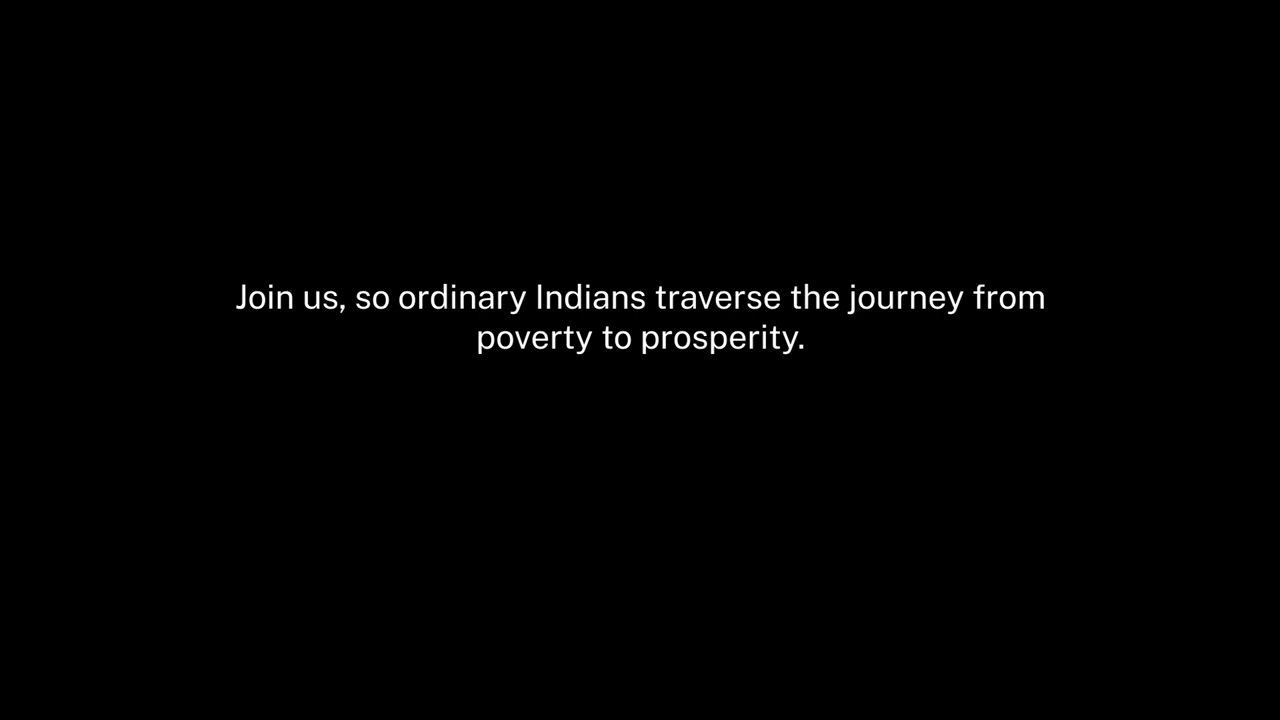 Join us, so ordinary Indians traverse the journey from
poverty to prosperity.